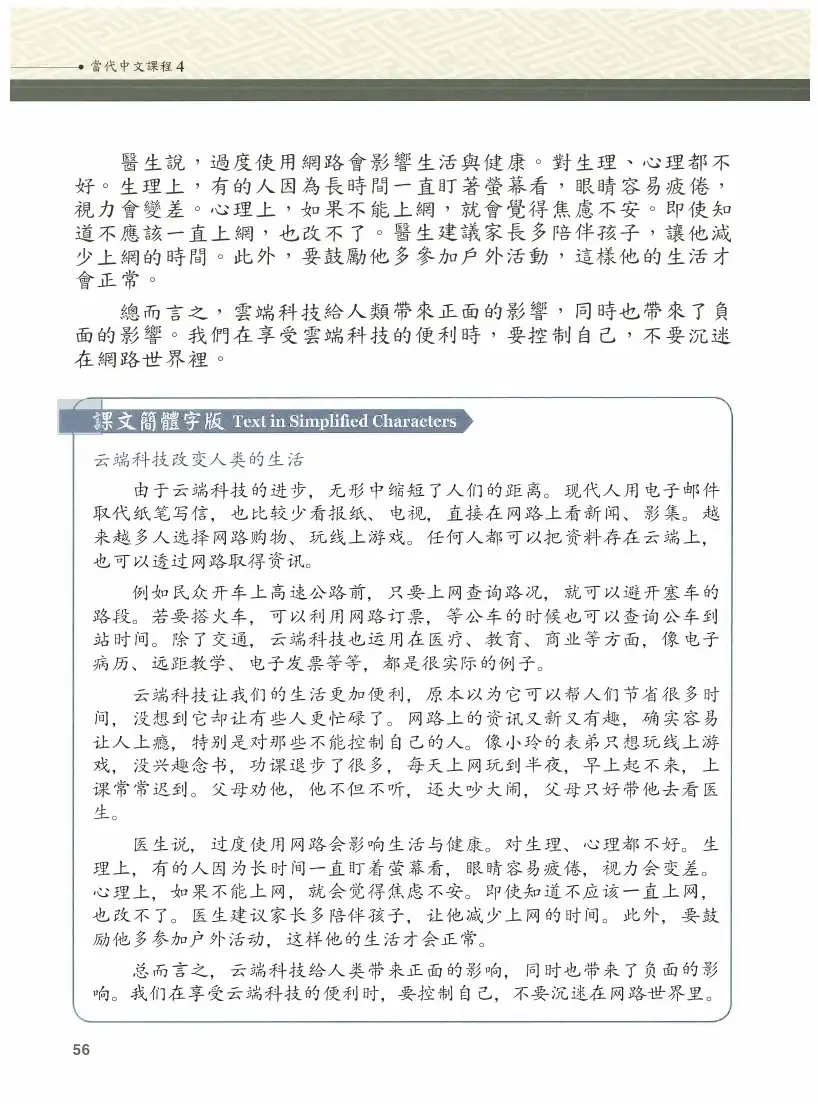 當代中文課程 4
醫生說，過度使用網路會影響生活與健康。對生理、心理都不
好。生理上，有的人因為長時間一直盯著螢幕看，眼睛容易疲倦，
視力會變差。心理上，如果不能上網，就會覺得焦慮不安。即使知
道不應該一直上網，也改不了。醫生建議家長多陪伴孩子，讓他減
少上網的時間。此外，要鼓勵他多參加戶外活動，這樣他的生活才
會正常。
總而言之，雲端科技給人類帶來正面的影響，同時也帶來了負
面的影響。我們在享受雲端科技的便利時，要控制自己，不要沉迷
在網路世界裡。
課文簡體字版 Text in Simplified Characters
云端科技改变人类的生活
由于云端科技的进步，无形中缩短了人们的距离。现代人用电子邮件
取代纸笔写信，也比较少看报纸、电视，直接在网路上看新闻、影集。越
来越多人选择网路购物、玩线上游戏。任何人都可以把资料存在云端上，
也可以透过网路取得资讯。
例如民众开车上高速公路前，只要上网查询路况，就可以避开塞车的
路段。若要搭火车，可以利用网路订票，等公车的时候也可以查询公车到
站时间。除了交通，云端科技也运用在医疗、教育、商业等方面，像电子
病历、远距教学、电子发票等等，都是很实际的例子。
云端科技让我们的生活更加便利，原本以为它可以帮人们节省很多时
间，没想到它却让有些人更忙碌了。网路上的资讯又新又有趣，确实容易
让人上瘾，特别是对那些不能控制自己的人。像小玲的表弟只想玩线上游
戏，没兴趣念书，功课退步了很多，每天上网玩到半夜，早上起不来，上
课常常迟到。父母劝他，他不但不听，还大吵大闹，父母只好带他去看医
生。
医生说，过度使用网路会影响生活与健康。对生理、心理都不好。生
理上，有的人因为长时间一直盯着萤幕看，眼睛容易疲倦，视力会变差。
心理上，如果不能上网，就会觉得焦虑不安。即使知道不应该一直上网，
也改不了。医生建议家长多陪伴孩子，让他减少上网的时间。此外，要鼓
励他多参加户外活动，这样他的生活才会正常。
总而言之，云端科技给人类带来正面的影响，同时也带来了负面的影
响。我们在享受云端科技的便利时，要控制自己，不要沉迷在网路世界里。
56